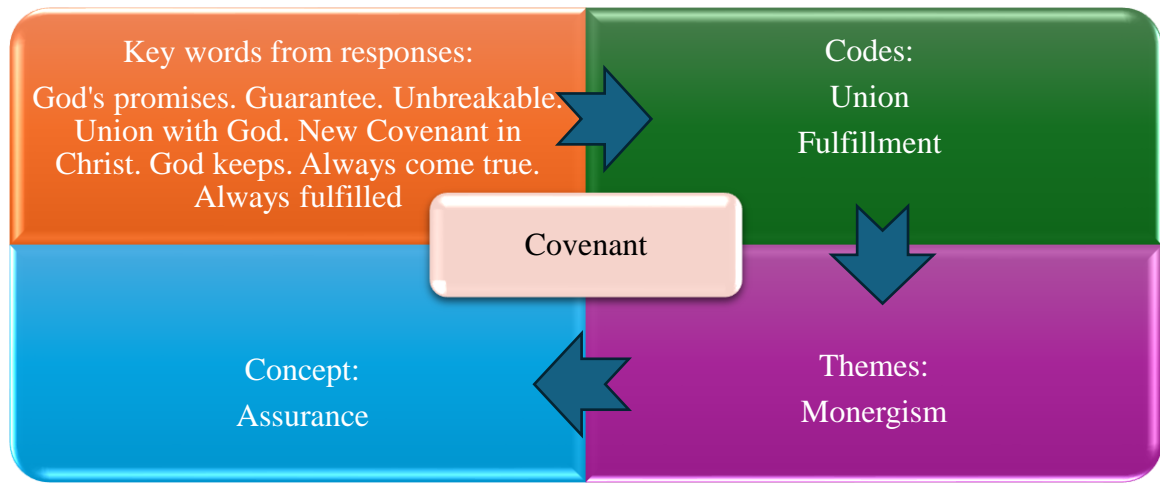 Key words from responses:
God's promises. Guarantee. Unbreakable.
Union with God. New Covenant in
Christ. God keeps. Always come true.
Always fulfilled
Codes:
Union
Fulfillment
Covenant
Concept:
Assurance
Themes:
Monergism